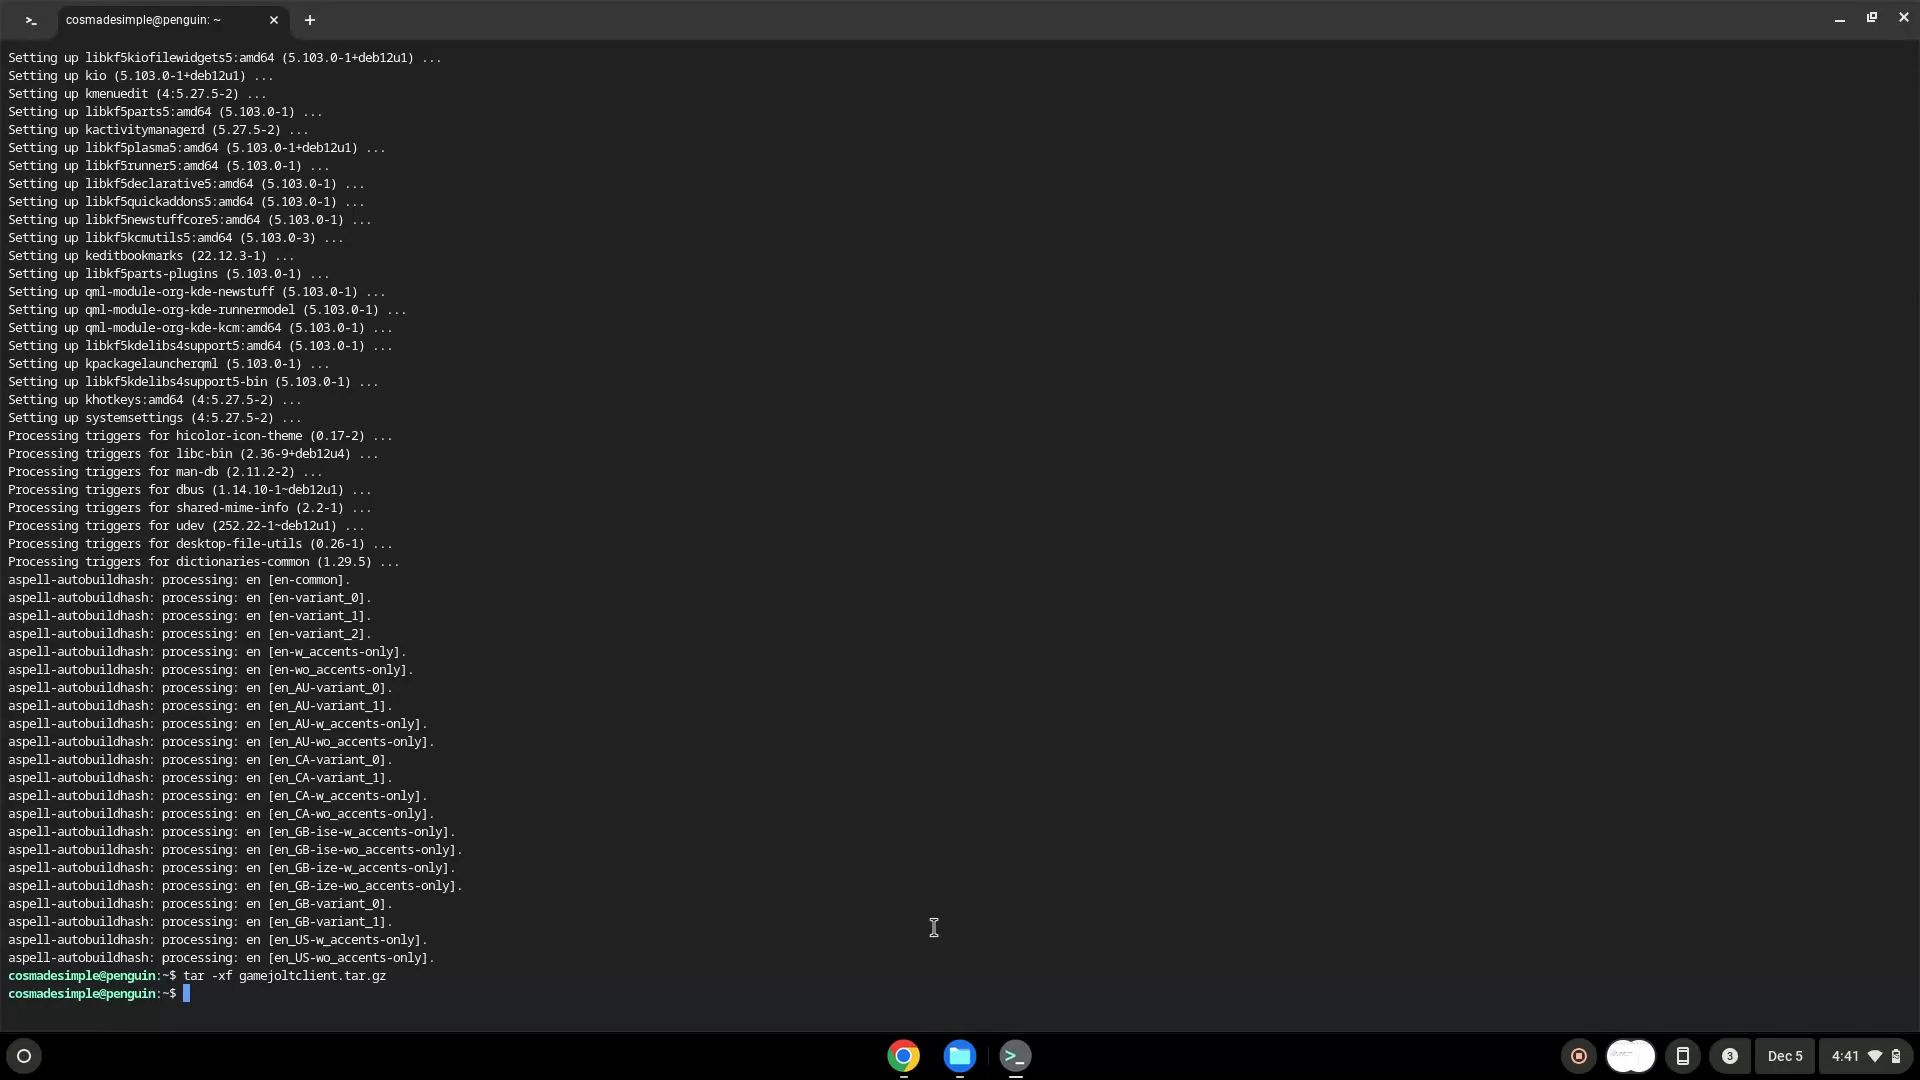 cosmadesimple@penguin: ~
Setting up libkf5kiofilewidgets5:amd64 (5.103.0-1+deb12u1) ...
Setting up kio (5.103.0-1+deb12u1) ...
Setting up kmenuedit (4:5.27.5-2) ...
Setting up libkf5parts5:amd64 (5.103.0-1) ...
Setting up kactivitymanagerd (5.27.5-2) ...
Setting up libkf5plasma5:amd64 (5.103.0-1+deb12u1) ...
Setting up libkf5runner5:amd64 (5.103.0-1) ...
Setting up libkf5declarative5:amd64 (5.103.0-1) ...
Setting up libkf5quickaddons5:amd64 (5.103.0-1) ...
Setting up libkf5newstuffcore5:amd64 (5.103.0-1) ...
Setting up libkf5kcmutils5:amd64 (5.103.0-3) ...
Setting up keditbookmarks (22.12.3-1) ...
Setting up libkf5parts-plugins (5.103.0-1) ...
Setting up qml-module-org-kde-newstuff (5.103.0-1) ...
Setting up qml-module-org-kde-runnermodel (5.103.0-1) ...
Setting up qml-module-org-kde-kcm:amd64 (5.103.0-1) ...
Setting up libkf5kdelibs4support5:amd64 (5.103.0-1) ...
Setting up kpackagelauncherqml (5.103.0-1) ...
Setting up libkf5kdelibs4support5-bin (5.103.0-1) ...
Setting up khotkeys:amd64 (4:5.27.5-2) ...
Setting up systemsettings (4:5.27.5-2) ...
Processing triggers for hicolor-icon-theme (0.17-2) ...
Processing triggers for libc-bin (2.36-9+deb12u4) ...
Processing triggers for man-db (2.11.2-2) ...
Processing triggers for dbus (1.14.10-1~deb12u1) ...
Processing triggers for shared-mime-info (2.2-1) ...
Processing triggers for udev (252.22-1~deb12u1) ...
Processing triggers for desktop-file-utils (0.26-1) ...
Processing triggers for dictionaries-common (1.29.5) ...
aspell-autobuildhash: processing: en [en-common].
aspell-autobuildhash: processing: en [en-variant_0].
aspell-autobuildhash: processing: en [en-variant_1].
aspell-autobuildhash: processing: en [en-variant_2].
aspell-autobuildhash: processing: en [en-w_accents-only].
aspell-autobuildhash: processing: en [en-wo_accents-only].
aspell-autobuildhash: processing: en [en_AU-variant_0].
aspell-autobuildhash: processing: en [en_AU-variant_1].
aspell-autobuildhash: processing: en [en_AU-w_accents-only].
aspell-autobuildhash: processing: en [en_AU-wo_accents-only].
aspell-autobuildhash: processing: en [en_CA-variant_0].
aspell-autobuildhash: processing: en [en_CA-variant_1].
aspell-autobuildhash: processing: en [en_CA-w_accents-only].
aspell-autobuildhash: processing: en [en_CA-wo_accents-only].
aspell-autobuildhash: processing: en [en_GB-ise-w_accents-only].
aspell-autobuildhash: processing: en [en_GB-ise-wo_accents-only].
aspell-autobuildhash: processing: en [en_GB-ize-w_accents-only].
aspell-autobuildhash: processing: en [en_GB-ize-wo_accents-only].
aspell-autobuildhash: processing: en [en_GB-variant_0].
aspell-autobuildhash: processing: en [en_GB-variant_1].
aspell-autobuildhash: processing: en [en_US-w_accents-only].
aspell-autobuildhash: processing: en [en_US-wo_accents-only].
cosmadesimple@penguin:~$ tar -xf gamejoltclient.tar.gz
cosmadesimple@penguin:~$
3 Dec 5 4:41